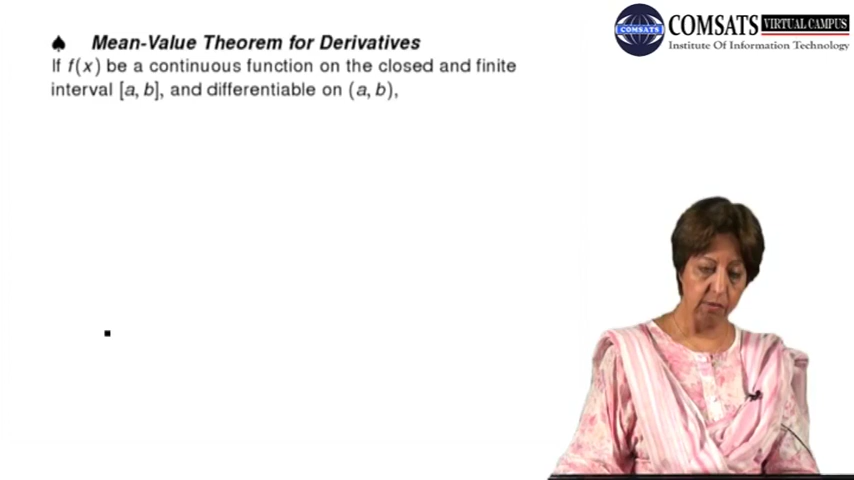 COMSATS VIRTUAL CAMPUS
COMSATS
Institute Of Information Technology
♠ Mean-Value Theorem for Derivatives
If f(x) be a continuous function on the closed and finite
interval [a, b], and differentiable on (a, b),